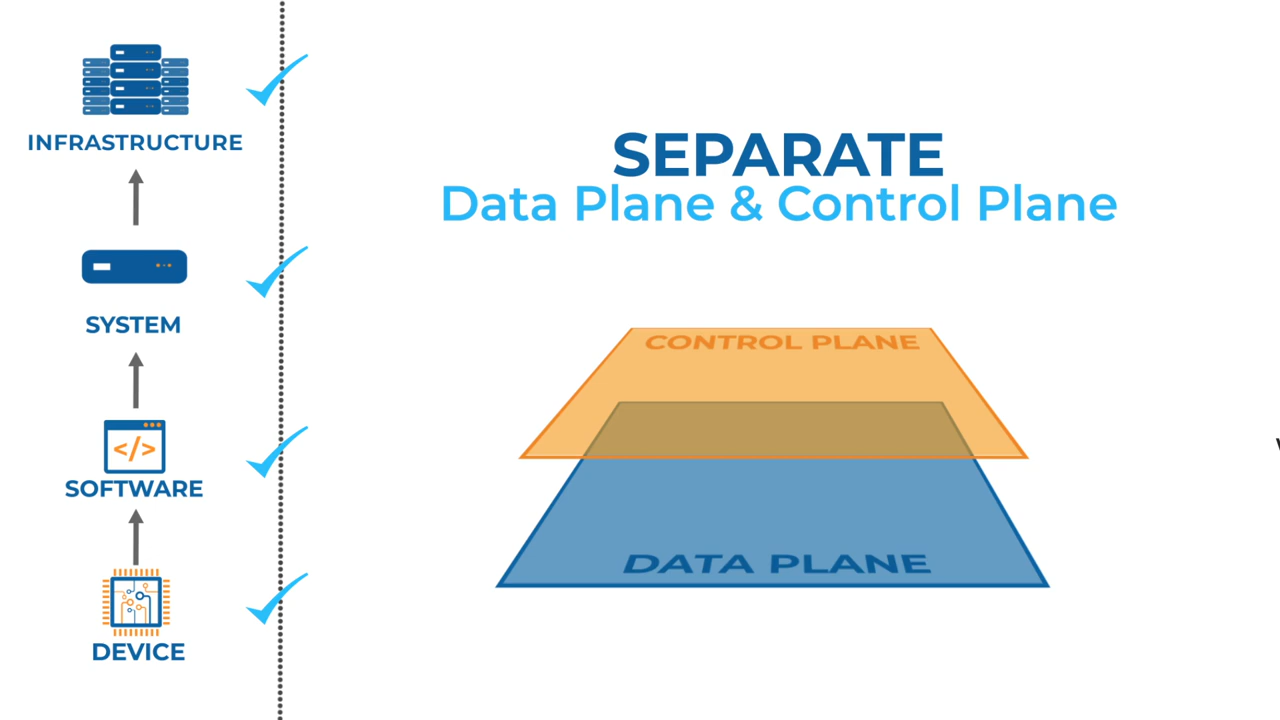 INFRASTRUCTURE
SYSTEM
</>
SOFTWARE
DEVICE
SEPARATE
Data Plane & Control Plane
CONTROL PLANE
DATA PLANE